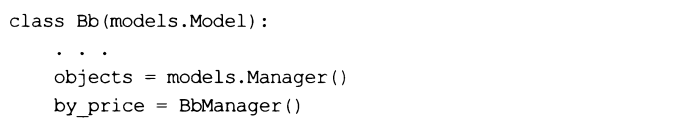 class Bb(models.Model):
    . . .
    objects = models.Manager()
    by_price = BbManager()